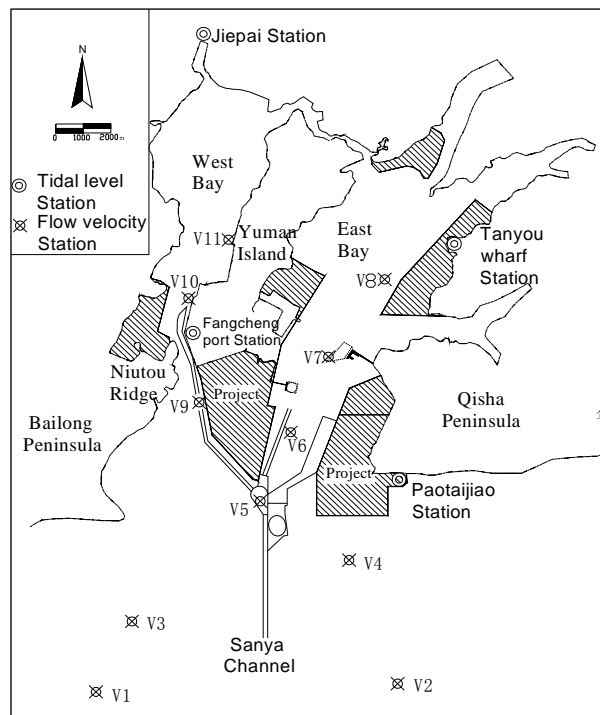 Jiepai Station
N
0 1000 2000m
West
Bay
Tidal level
Station
Flow velocity
Station
V11
Yuman
Island
East
Bay
Tanyou
wharf
Station
V8
V10
Fangcheng
port Station
V7
Niutou
Ridge
V9
Project
Qisha
Peninsula
Bailong
Peninsula
V6
Project
Paotaijiao
Station
V5
V4
V3
Sanya
Channel
V1
V2